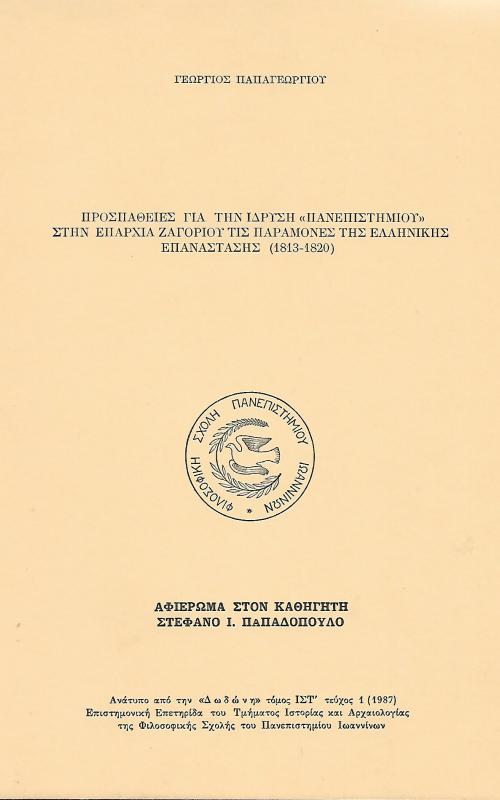 ΓΕΩΡΓΙΟΣ ΠΑΠΑΓΕΩΡΓΙΟΥ
ΠΡΟΣΠΑΘΕΙΕΣ ΓΙΑ ΤΗΝ ΙΔΡΥΣΗ «ΠΑΝΕΠΙΣΤΗΜΙΟΥ»
ΣΤΗΝ ΕΠΑΡΧΙΑ ΖΑΓΟΡΙΟΥ ΤΙΣ ΠΑΡΑΜΟΝΕΣ ΤΗΣ ΕΛΛΗΝΙΚΗΣ
ΕΠΑΝΑΣΤΑΣΗΣ (1813-1820)
ΦΙΛΟΣΟΦΙΚΗ ΣΧΟΛΗ ΠΑΝΕΠΙΣΤΗΜΙΟΥ ΙΩΑΝΝΙΝΩΝ *
ΑΦΙΕΡΩΜΑ ΣΤΟΝ ΚΑΘΗΓΗΤΗ
ΣΤΕΦΑΝΟ Ι. ΠαΠΑΔΟΠΟΥΛΟ
Ανάτυπο από την «Δωδώνη» τόμος ΙΣΤ' τεύχος 1 (1987)
Επιστημονική Επετηρίδα του Τμήματος Ιστορίας και Αρχαιολογίας
της Φιλοσοφικής Σχολής του Πανεπιστημίου Ιωαννίνων